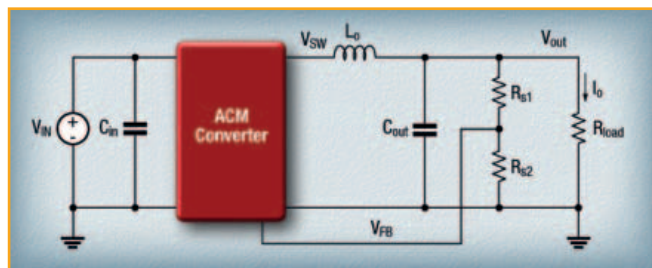 V_SW
L_o
V_out
I_o
ACM
Converter
R_s1
V_IN
+
-
C_in
C_out
R_load
R_s2
V_FB